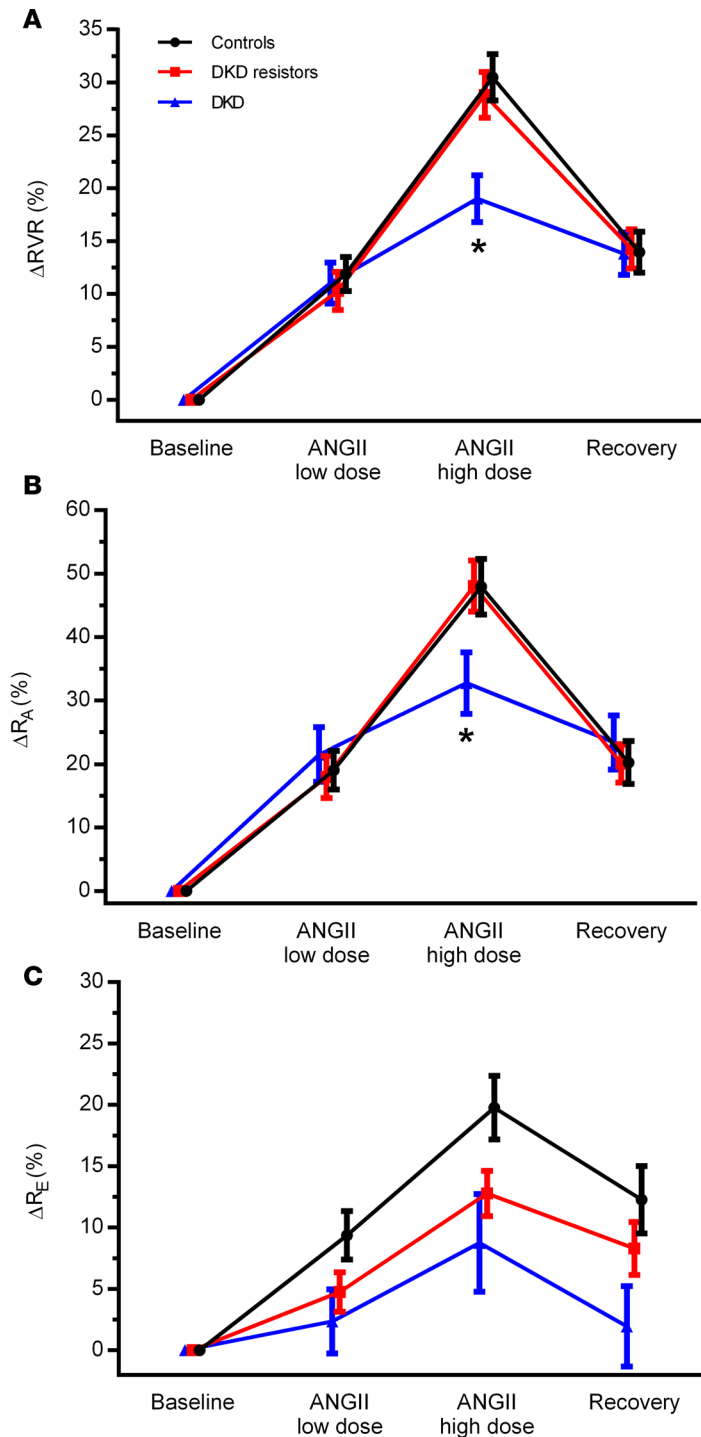 A
35
30
25
20
15
10
5
0
ΔRVR (%)
Controls
DKD resistors
DKD
*
Baseline
ANGII
low dose
ANGII
high dose
Recovery
B
60
50
40
30
20
10
0
ΔRA (%)
*
Baseline
ANGII
low dose
ANGII
high dose
Recovery
C
30
25
20
15
10
5
0
ΔRE (%)
Baseline
ANGII
low dose
ANGII
high dose
Recovery